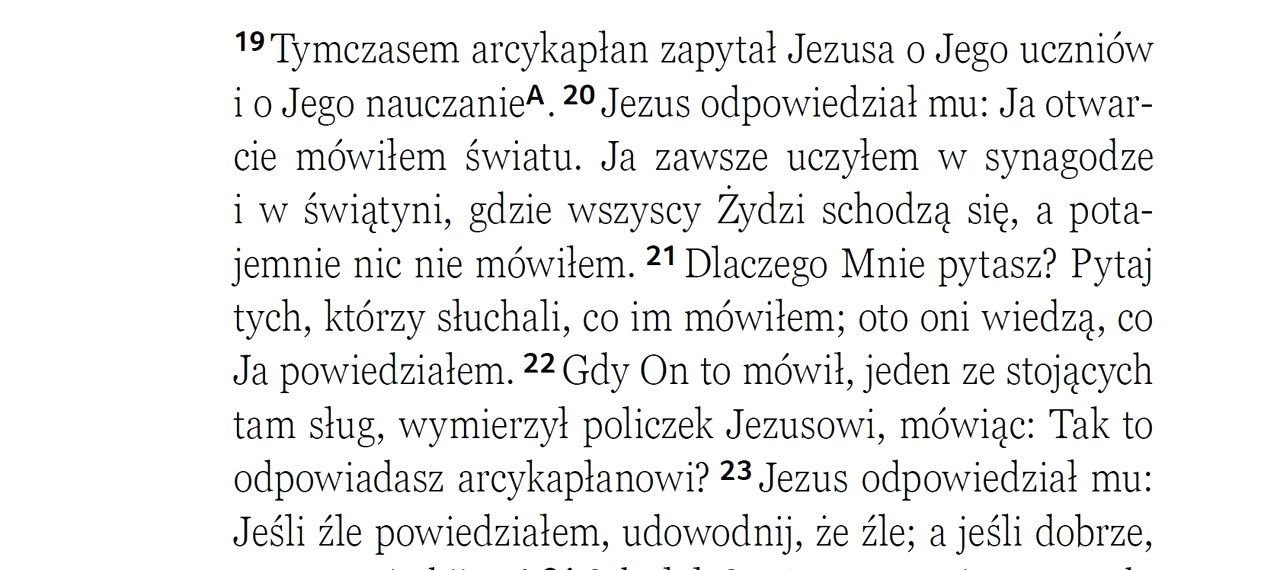 19 Tymczasem arcykapłan zapytał Jezusa o Jego uczniów
i o Jego nauczanieA. 20 Jezus odpowiedział mu: Ja otwar-
cie mówiłem światu. Ja zawsze uczyłem w synagodze
i w świątyni, gdzie wszyscy Żydzi schodzą się, a pota-
jemnie nic nie mówiłem. 21 Dlaczego Mnie pytasz? Pytaj
tych, którzy słuchali, co im mówiłem; oto oni wiedzą, co
Ja powiedziałem. 22 Gdy On to mówił, jeden ze stojących
tam sług, wymierzył policzek Jezusowi, mówiąc: Tak to
odpowiadasz arcykapłanowi? 23 Jezus odpowiedział mu:
Jeśli źle powiedziałem, udowodnij, że źle; a jeśli dobrze,